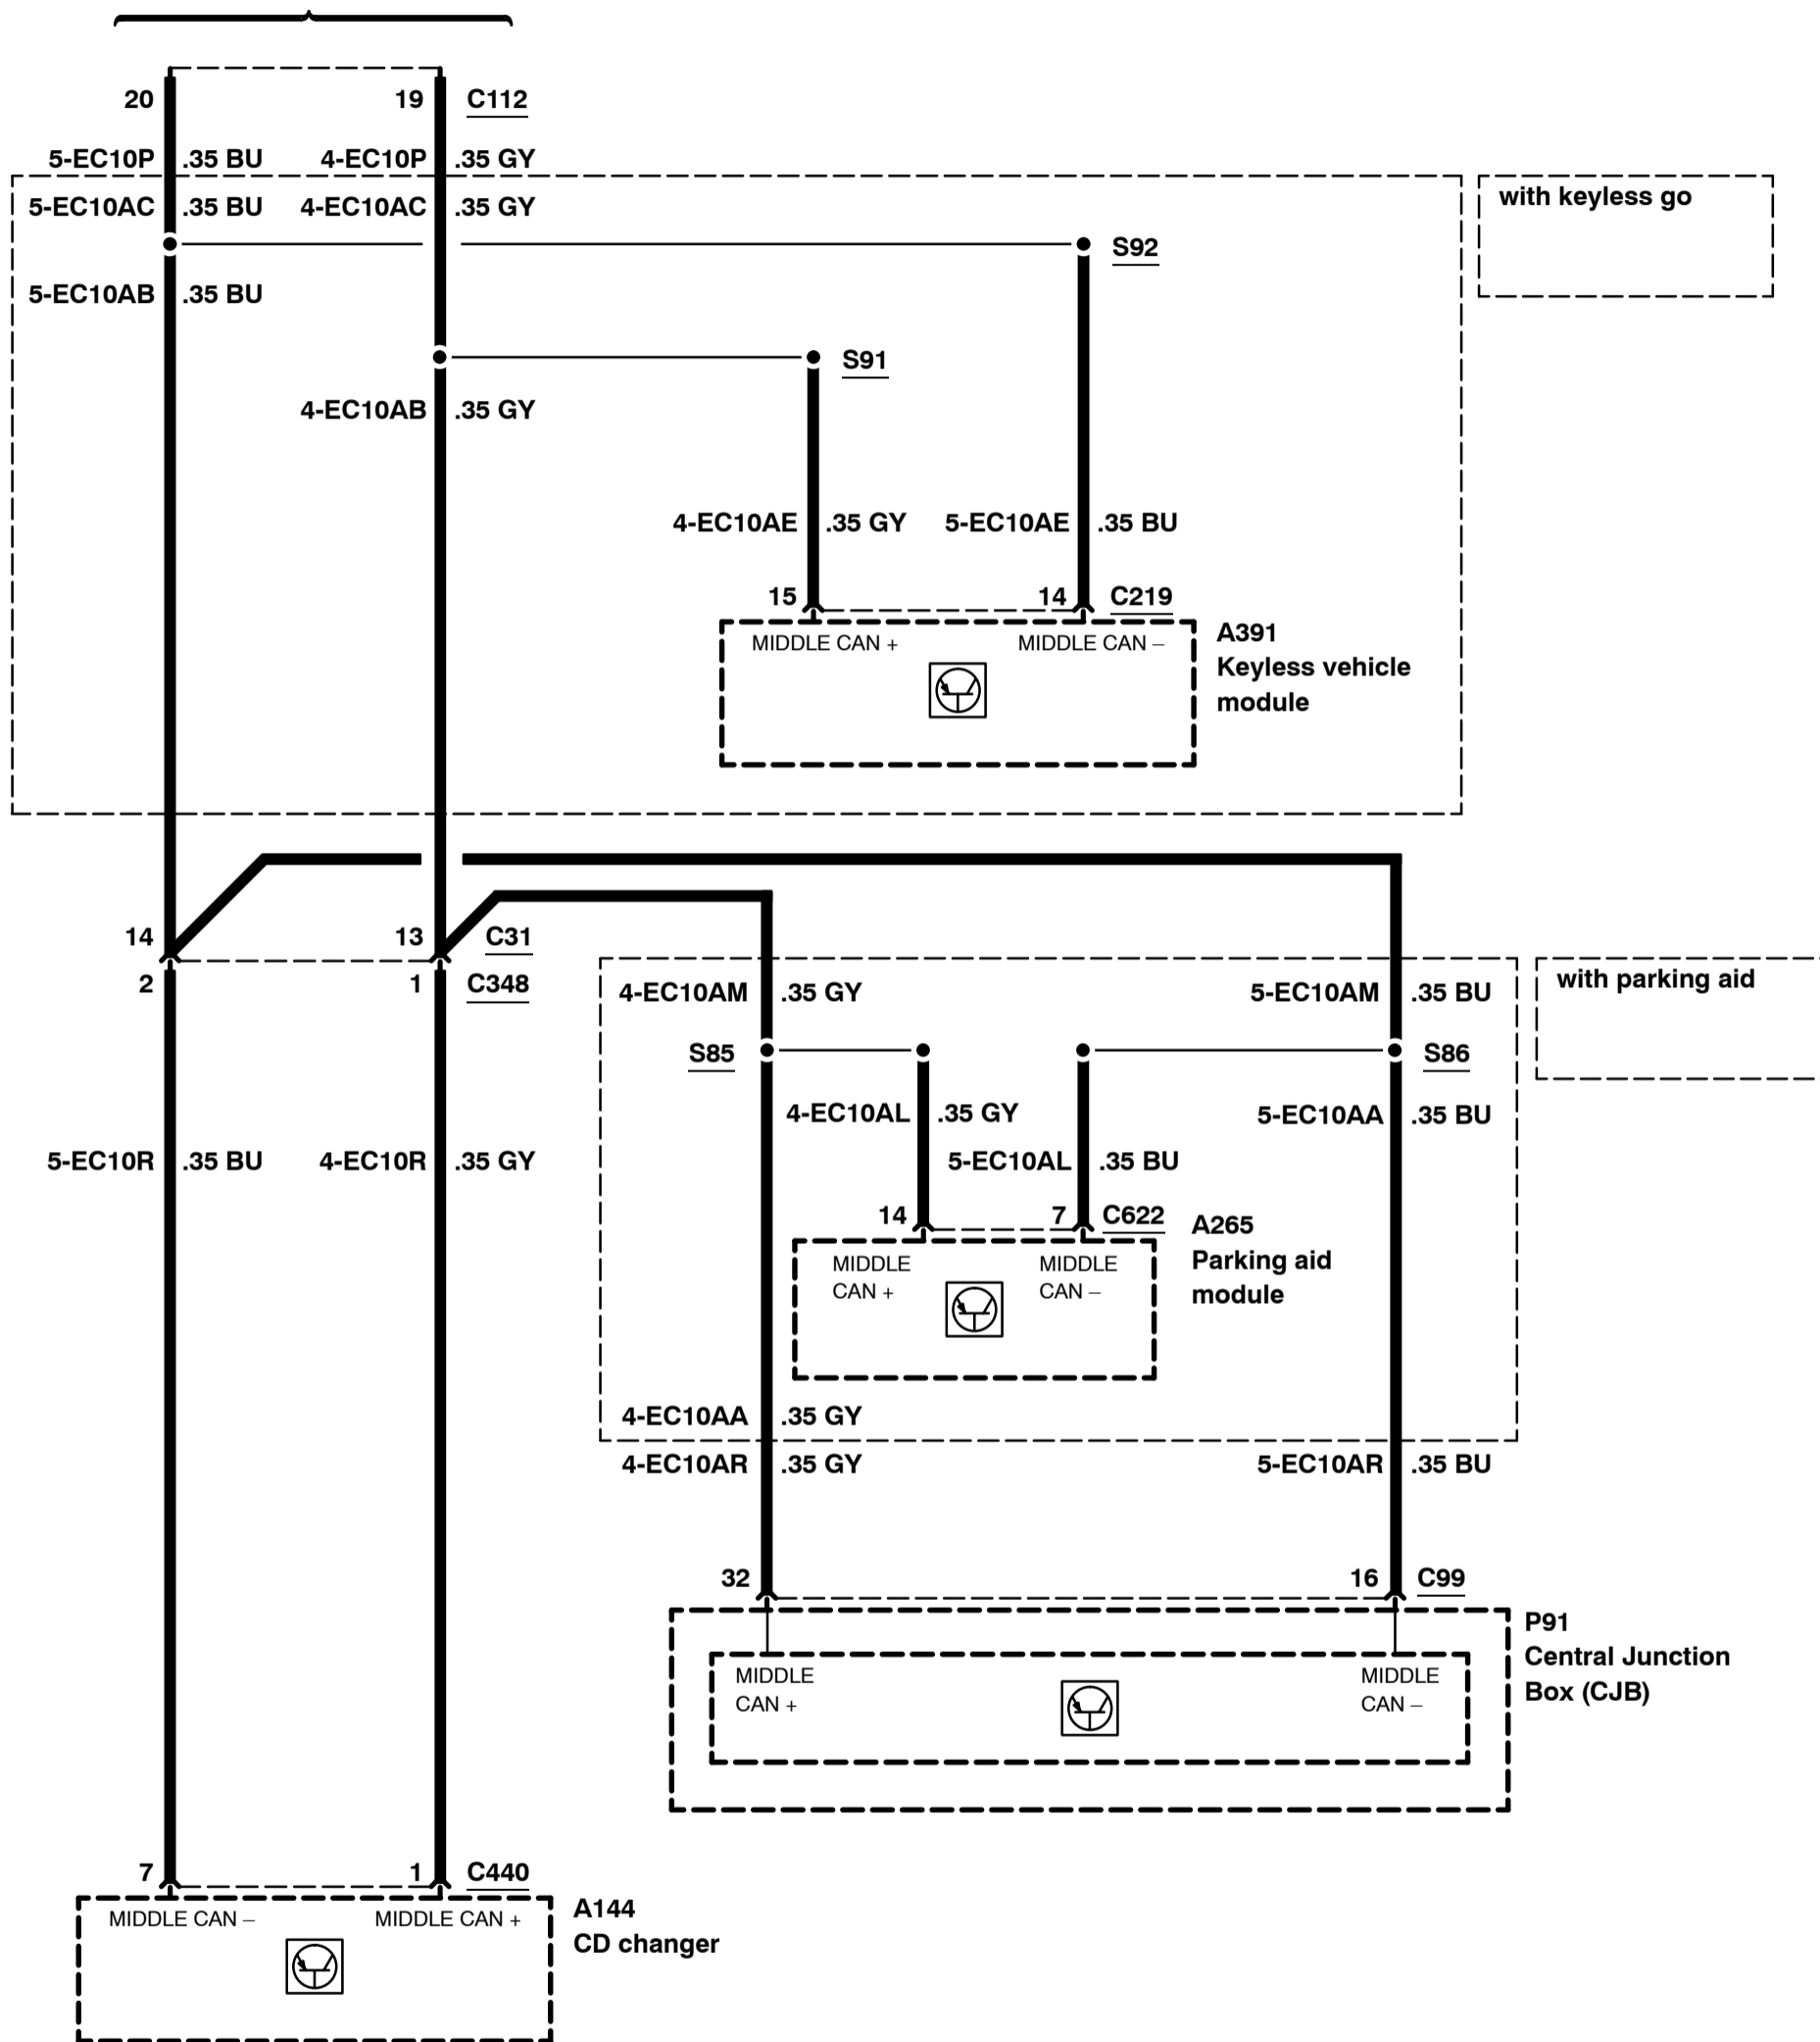 20 19 C112
5-EC10P .35 BU 4-EC10P .35 GY
5-EC10AC .35 BU 4-EC10AC .35 GY
with keyless go
S92
5-EC10AB .35 BU
S91
4-EC10AB .35 GY
4-EC10AE .35 GY 5-EC10AE .35 BU
15 14 C219
MIDDLE CAN + MIDDLE CAN –
A391
Keyless vehicle
module
14 13 C31
2 1 C348
4-EC10AM .35 GY 5-EC10AM .35 BU
with parking aid
S85 S86
4-EC10AL .35 GY 5-EC10AA .35 BU
5-EC10R .35 BU 4-EC10R .35 GY 5-EC10AL .35 BU
14 7 C622
A265
Parking aid
module
MIDDLE
CAN +
MIDDLE
CAN –
4-EC10AA .35 GY
4-EC10AR .35 GY 5-EC10AR .35 BU
32 16 C99
P91
Central Junction
Box (CJB)
MIDDLE
CAN +
MIDDLE
CAN –
7 1 C440
MIDDLE CAN – MIDDLE CAN +
A144
CD changer